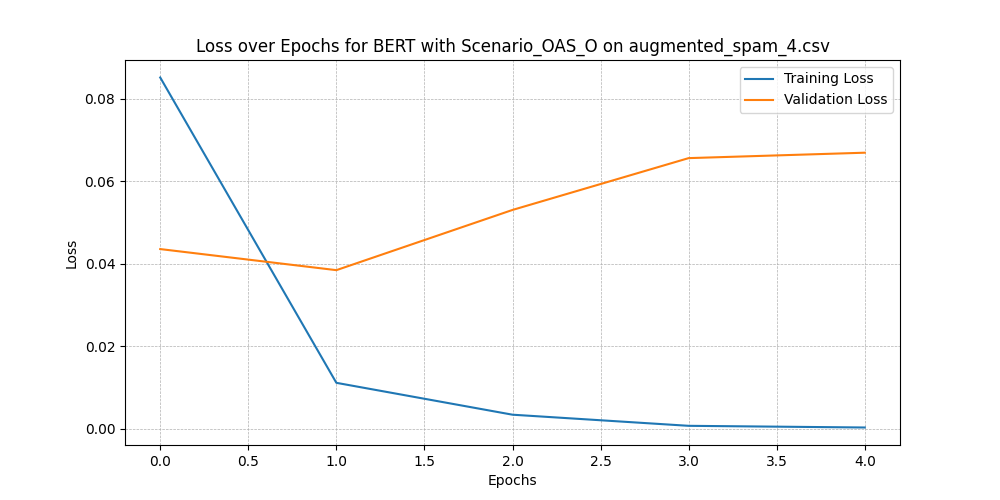 Loss over Epochs for BERT with Scenario_OAS_O on augmented_spam_4.csv
Training Loss
Validation Loss
0.08
0.06
0.04
0.02
0.00
Loss
0.0 0.5 1.0 1.5 2.0 2.5 3.0 3.5 4.0
Epochs